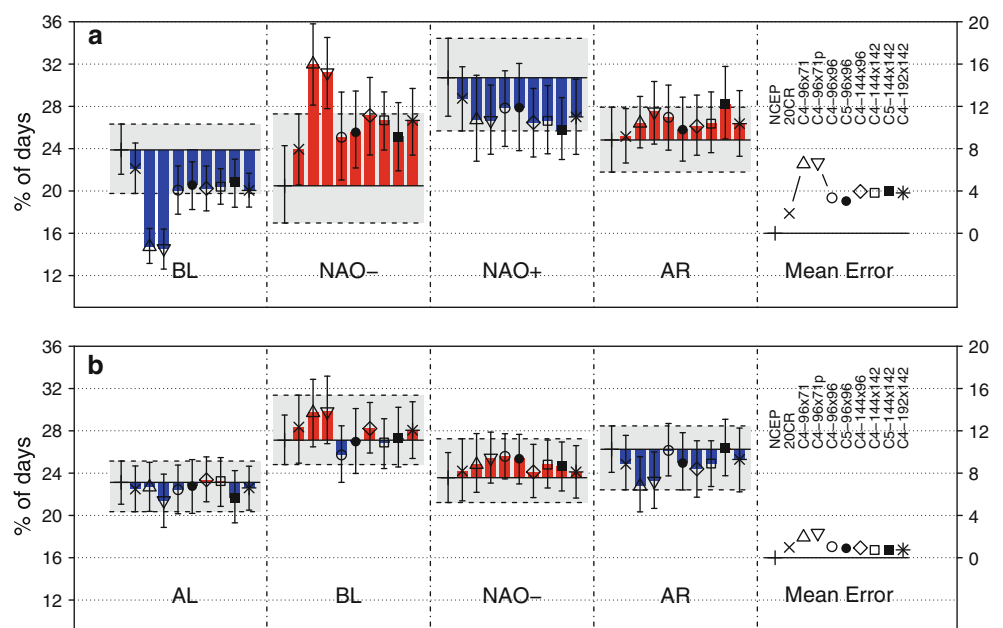 a
% of days
36
32
28
24
20
16
12
20
16
12
8
4
0
NCEP
20CR
C4−96x71
C4−96x71p
C4−96x96
C5−96x96
C4−144x96
C4−144x142
C5−144x142
C4−192x142
BL NAO− NAO+ AR Mean Error
b
% of days
36
32
28
24
20
16
12
20
16
12
8
4
0
NCEP
20CR
C4−96x71
C4−96x71p
C4−96x96
C5−96x96
C4−144x96
C4−144x142
C5−144x142
C4−192x142
AL BL NAO− AR Mean Error